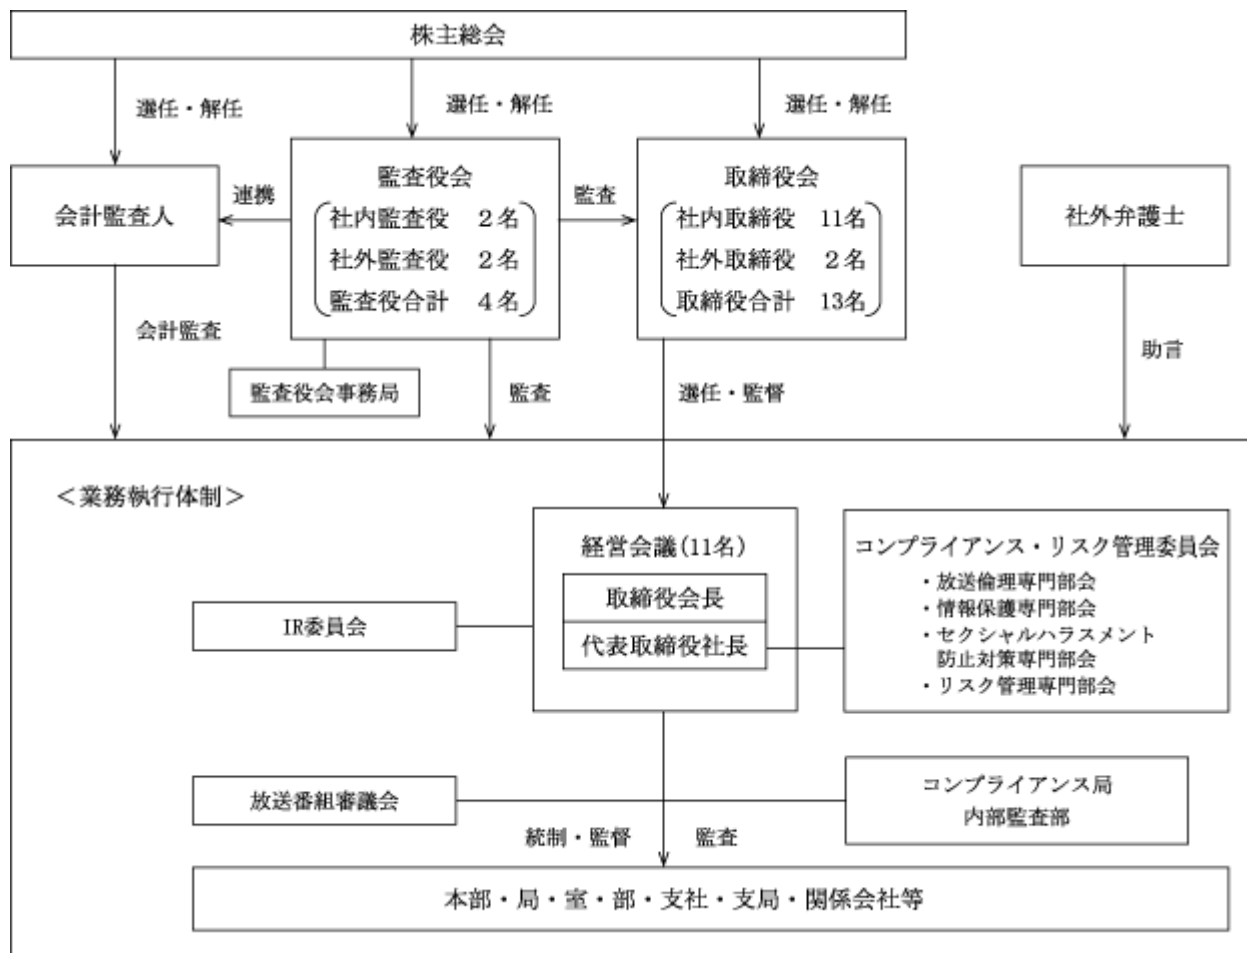 株主総会
選任・解任
選任・解任
選任・解任
会計監査人
連携
監査役会
社内監査役 2名
社外監査役 2名
監査役合計 4名
監査
取締役会
社内取締役 11名
社外取締役 2名
取締役合計 13名
社外弁護士
会計監査
監査役会事務局
監査
選任・監督
助言
<業務執行体制>
経営会議(11名)
取締役会長
代表取締役社長
IR委員会
コンプライアンス・リスク管理委員会
・放送倫理専門部会
・情報保護専門部会
・セクシャルハラスメント
防止対策専門部会
・リスク管理専門部会
放送番組審議会
コンプライアンス局
内部監査部
統制・監督
監査
本部・局・室・部・支社・支局・関係会社等